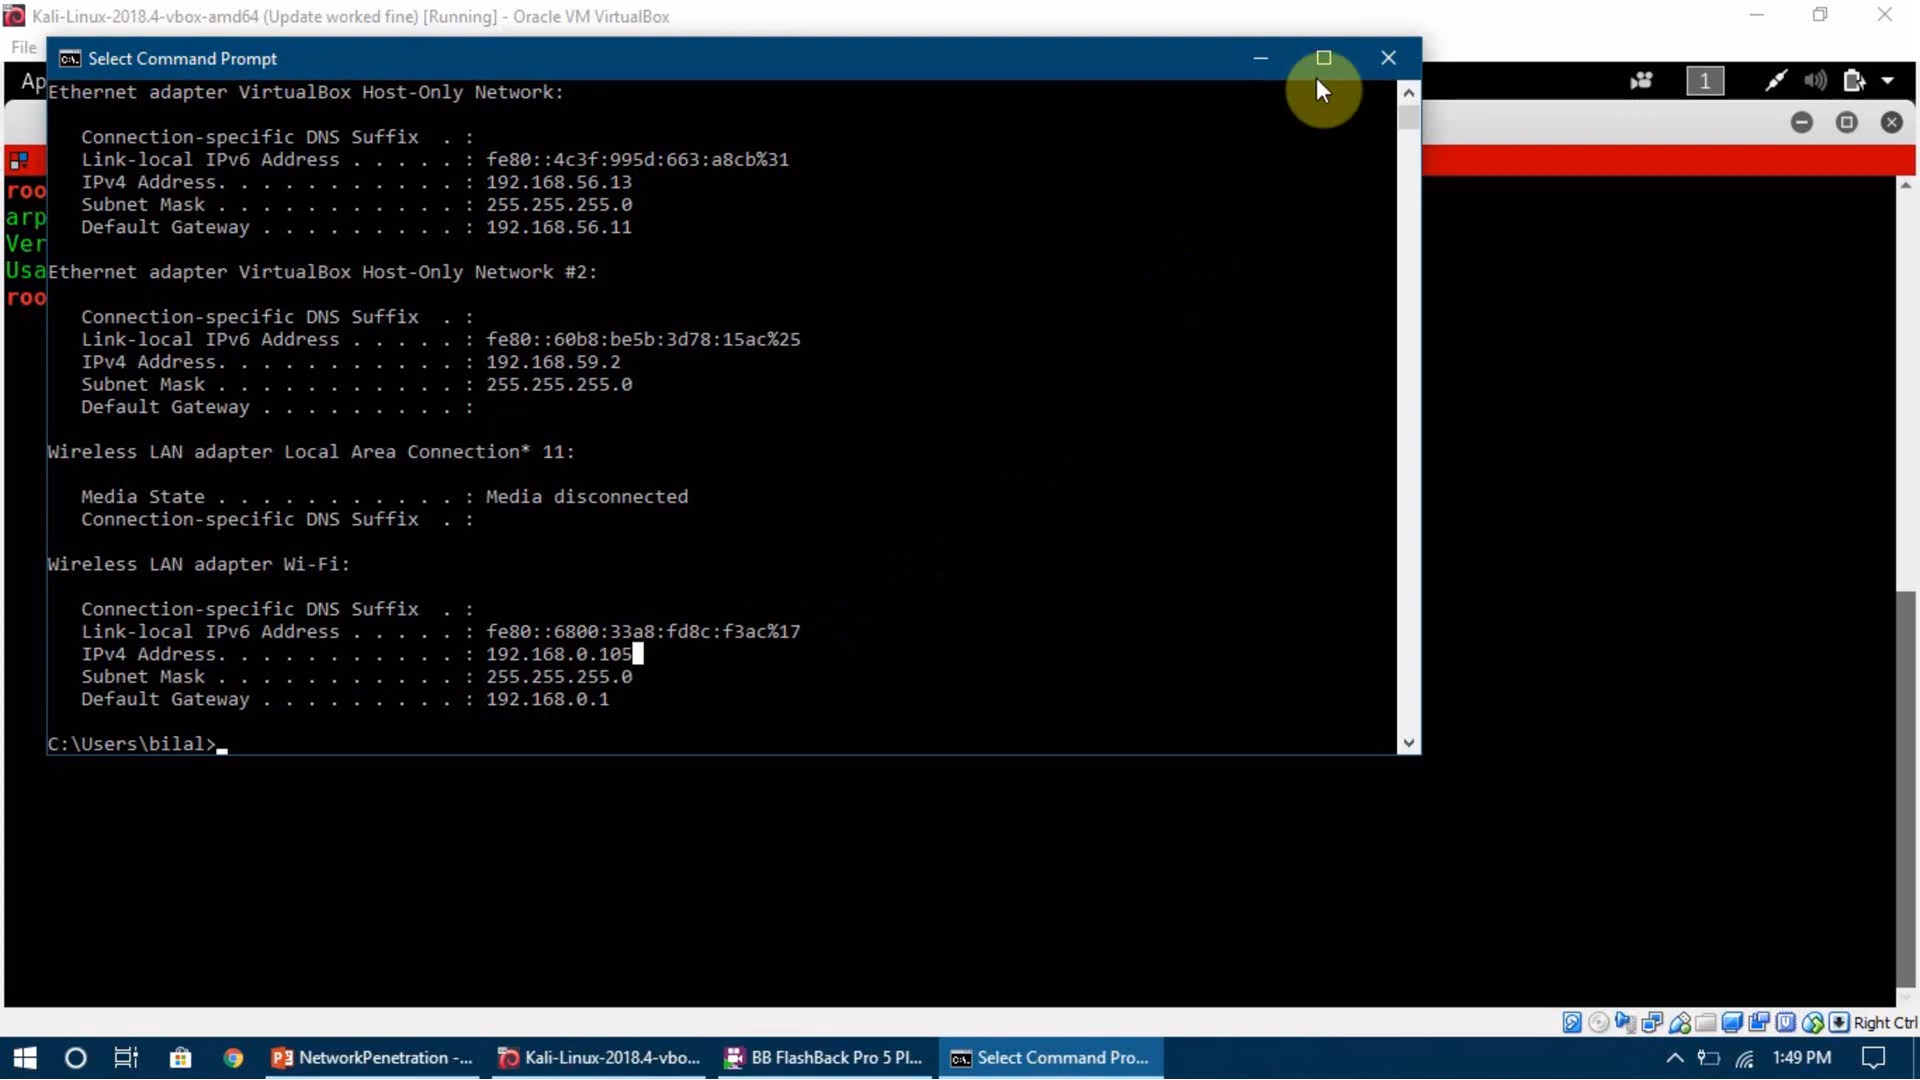 Kali-Linux-2018.4-vbox-amd64 (Update worked fine) [Running] - Oracle VM VirtualBox
File
Select Command Prompt
Ap
1
Ethernet adapter VirtualBox Host-Only Network:
Connection-specific DNS Suffix . :
Link-local IPv6 Address . . . . . : fe80::4c3f:995d:663:a8cb%31
IPv4 Address. . . . . . . . . . . : 192.168.56.13
roo
Subnet Mask . . . . . . . . . . . : 255.255.255.0
arp
Default Gateway . . . . . . . . . : 192.168.56.11
Ver
Usa
Ethernet adapter VirtualBox Host-Only Network #2:
roo
Connection-specific DNS Suffix . :
Link-local IPv6 Address . . . . . : fe80::60b8:be5b:3d78:15ac%25
IPv4 Address. . . . . . . . . . . : 192.168.59.2
Subnet Mask . . . . . . . . . . . : 255.255.255.0
Default Gateway . . . . . . . . . :
Wireless LAN adapter Local Area Connection* 11:
Media State . . . . . . . . . . . : Media disconnected
Connection-specific DNS Suffix . :
Wireless LAN adapter Wi-Fi:
Connection-specific DNS Suffix . :
Link-local IPv6 Address . . . . . : fe80::6800:33a8:fd8c:f3ac%17
IPv4 Address. . . . . . . . . . . : 192.168.0.105
Subnet Mask . . . . . . . . . . . : 255.255.255.0
Default Gateway . . . . . . . . . : 192.168.0.1
C:\Users\bilal>_
Right Ctrl
NetworkPenetration -...
Kali-Linux-2018.4-vbo...
BB FlashBack Pro 5 Pl...
Select Command Pro...
1:49 PM